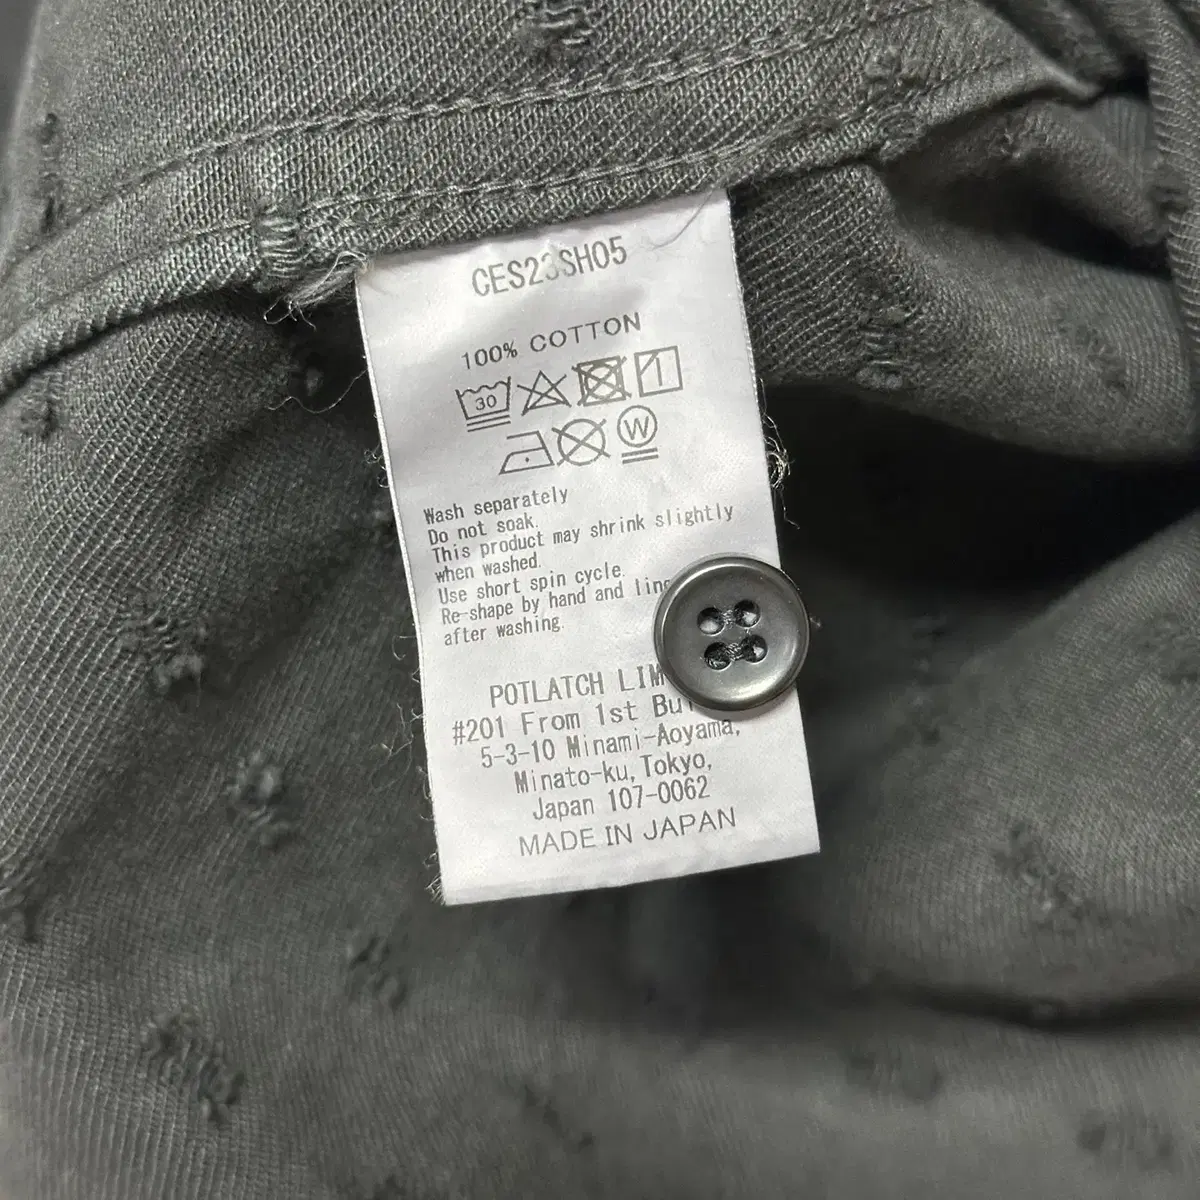 CES23SH05
100% COTTON
30
W
Wash separately
Do not soak.
This product may shrink slightly
when washed.
Use short spin cycle.
Re-shape by hand and
after washing.
POTLATCH
#201 From 1st
5-3-10 Minami-Aoyama,
Minato-ku, Tokyo,
Japan 107-0062
MADE IN JAPAN